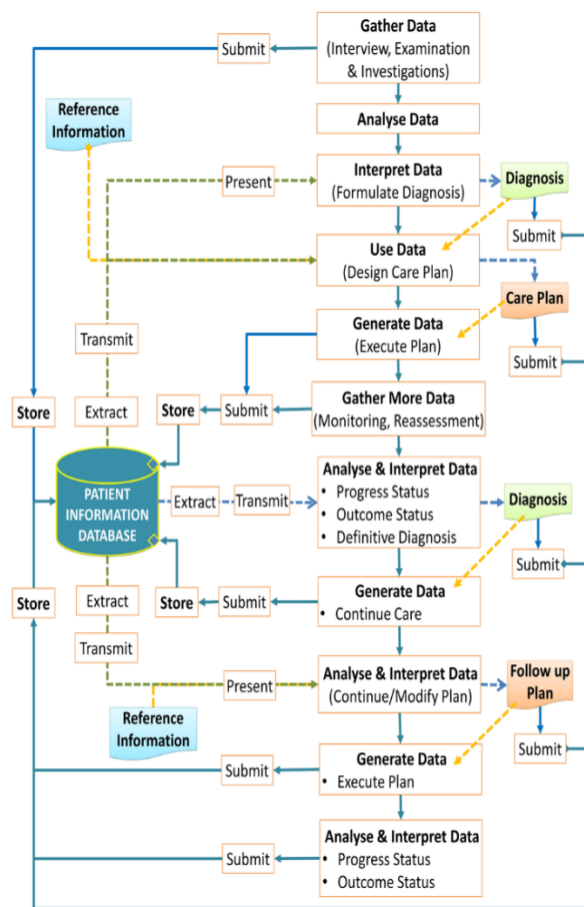 Gather Data
(Interview, Examination
& Investigations)
Submit
Reference
Information
Analyse Data
Present
Interpret Data
(Formulate Diagnosis)
Diagnosis
Submit
Use Data
(Design Care Plan)
Care Plan
Transmit
Generate Data
(Execute Plan)
Submit
Store
Extract
Store
Submit
Gather More Data
(Monitoring, Reassessment)
PATIENT
INFORMATION
DATABASE
Extract
Transmit
Analyse & Interpret Data
• Progress Status
• Outcome Status
• Definitive Diagnosis
Diagnosis
Submit
Store
Extract
Store
Submit
Generate Data
• Continue Care
Transmit
Present
Analyse & Interpret Data
(Continue/Modify Plan)
Follow up
Plan
Reference
Information
Submit
Submit
Generate Data
• Execute Plan
Submit
Analyse & Interpret Data
• Progress Status
• Outcome Status